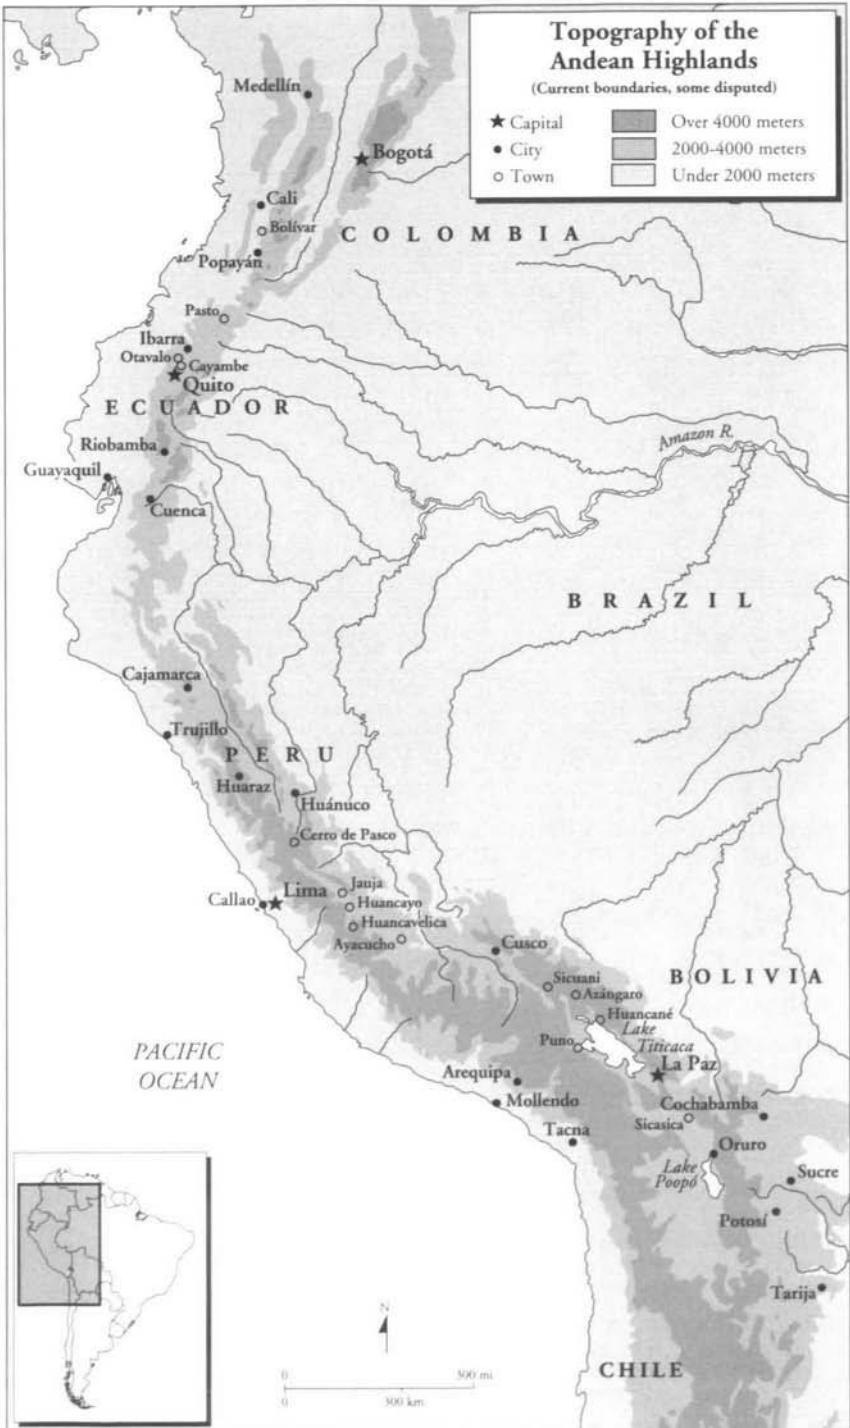 Topography of the
Andean Highlands
(Current boundaries, some disputed)
Capital
Over 4000 meters
City
2000-4000 meters
Town
Under 2000 meters
Medellín
Bogotá
Cali
Bolívar
COLOMBIA
Popayán
Pasto
Ibarra
Otavalo
Cayambe
Quito
ECUADOR
Riobamba
Amazon R.
Guayaquil
Cuenca
BRAZIL
Cajamarca
Trujillo
PERU
Huaraz
Huánuco
Cerro de Pasco
Jauja
Callao
Lima
Huancayo
Huancavelica
Ayacucho
Cusco
Sicuani
BOLIVIA
Azángaro
Huancané
Lake
Titicaca
Puno
PACIFIC
OCEAN
La Paz
Arequipa
Mollendo
Cochabamba
Sicasica
Tacna
Oruro
Lake
Poopó
Sucre
Potosí
Tarija
N
CHILE
0
300 mi
0
300 km